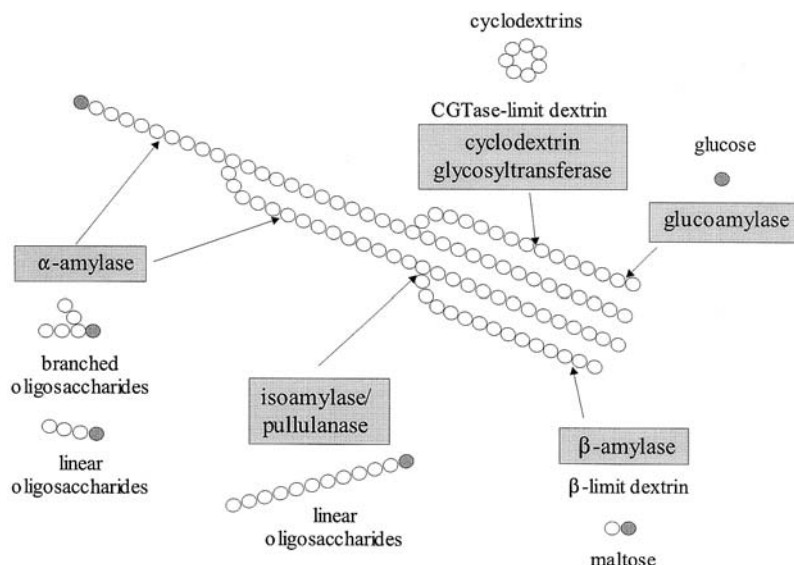 cyclodextrins
CGTase-limit dextrin
cyclodextrin
glycosyltransferase
glucose
glucoamylase
α-amylase
branched
oligosaccharides
linear
oligosaccharides
isoamylase/
pullulanase
linear
oligosaccharides
β-amylase
β-limit dextrin
maltose